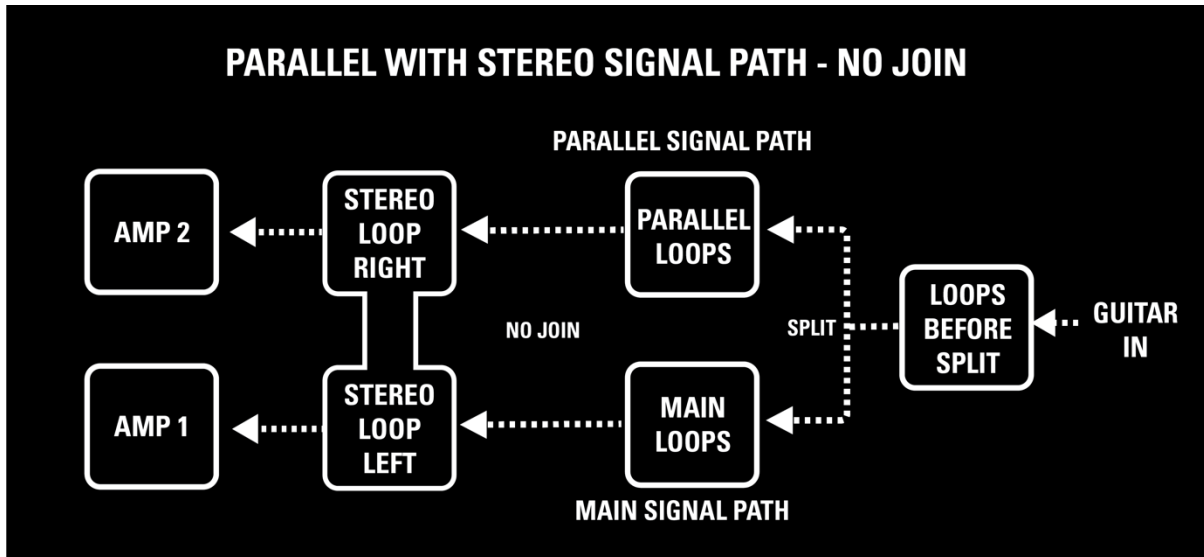 PARALLEL WITH STEREO SIGNAL PATH - NO JOIN
PARALLEL SIGNAL PATH
AMP 2
STEREO
LOOP
RIGHT
PARALLEL
LOOPS
LOOPS
BEFORE
SPLIT
GUITAR
IN
NO JOIN
SPLIT
AMP 1
STEREO
LOOP
LEFT
MAIN
LOOPS
MAIN SIGNAL PATH